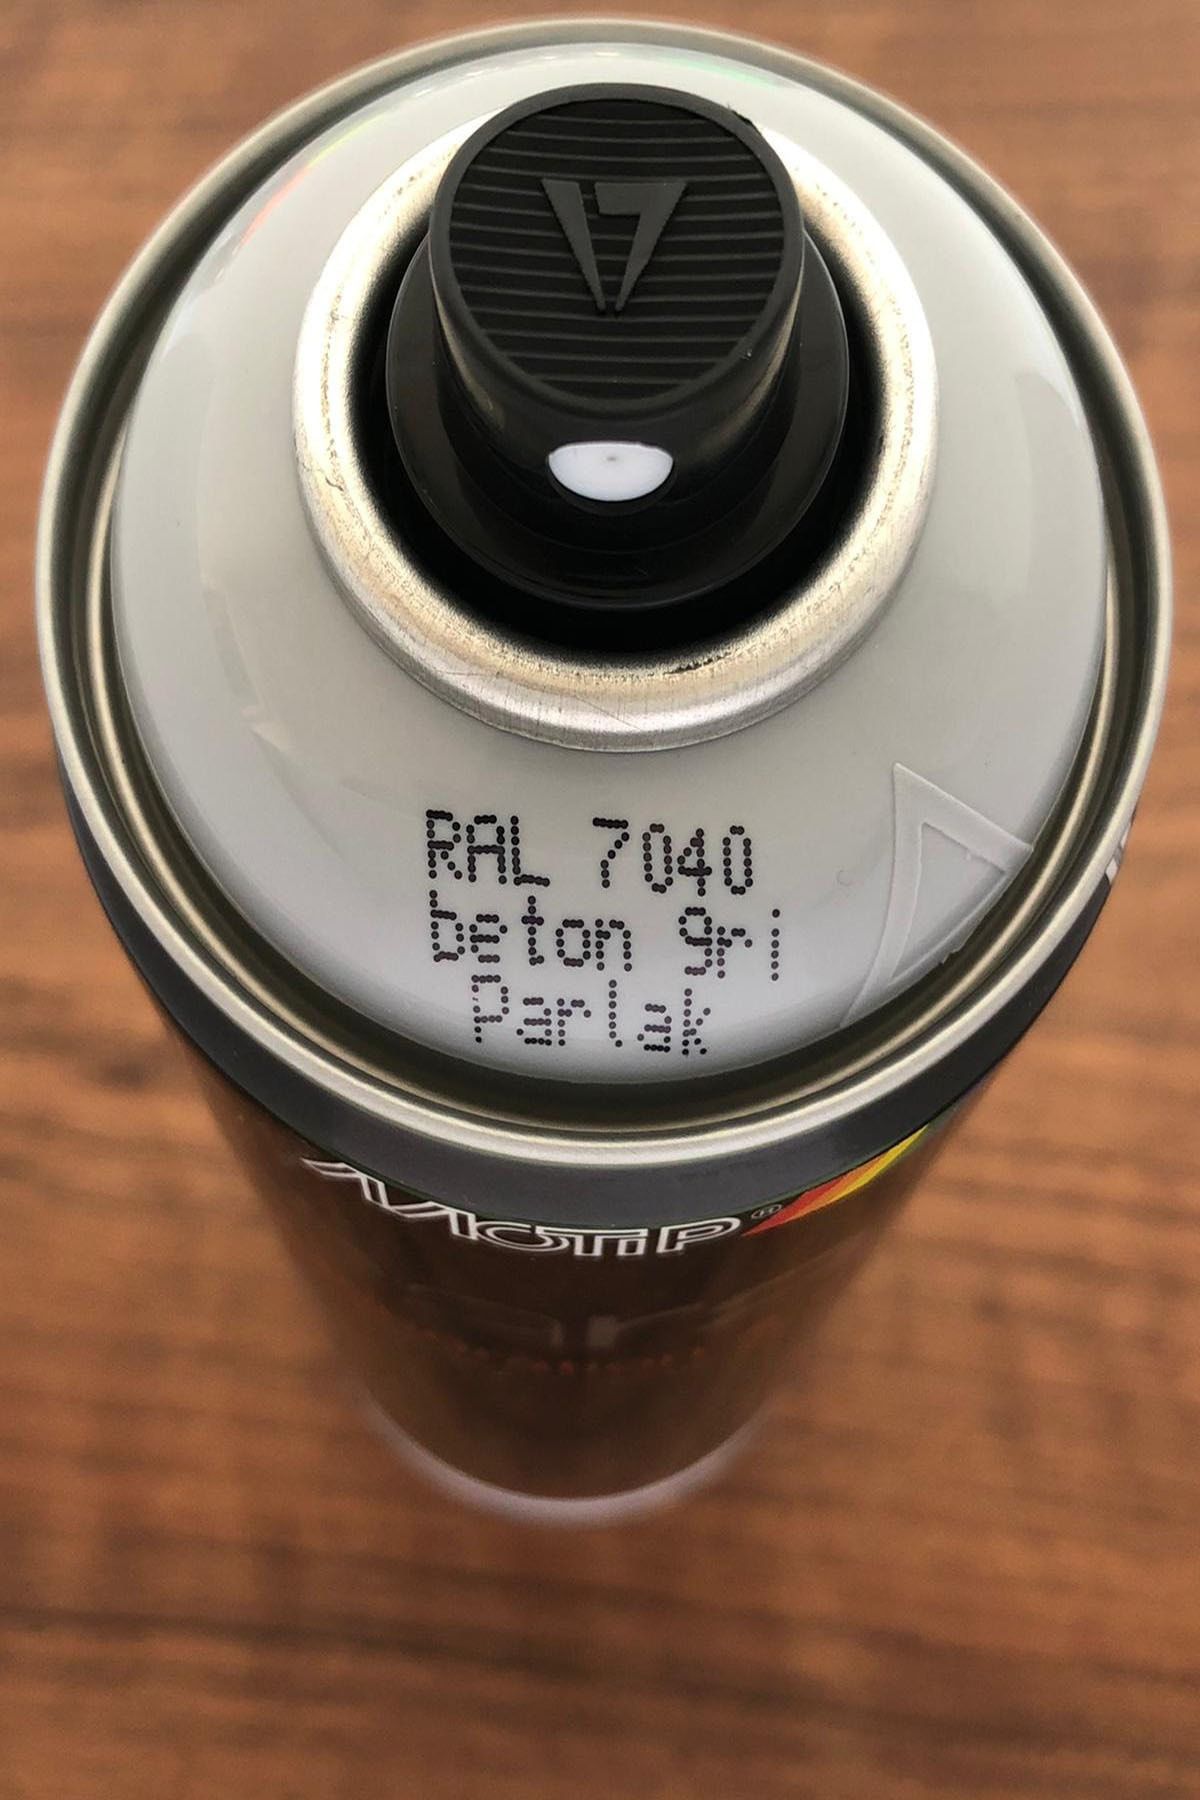 RAL 7040
beton gri
Parlak
MOTIP®